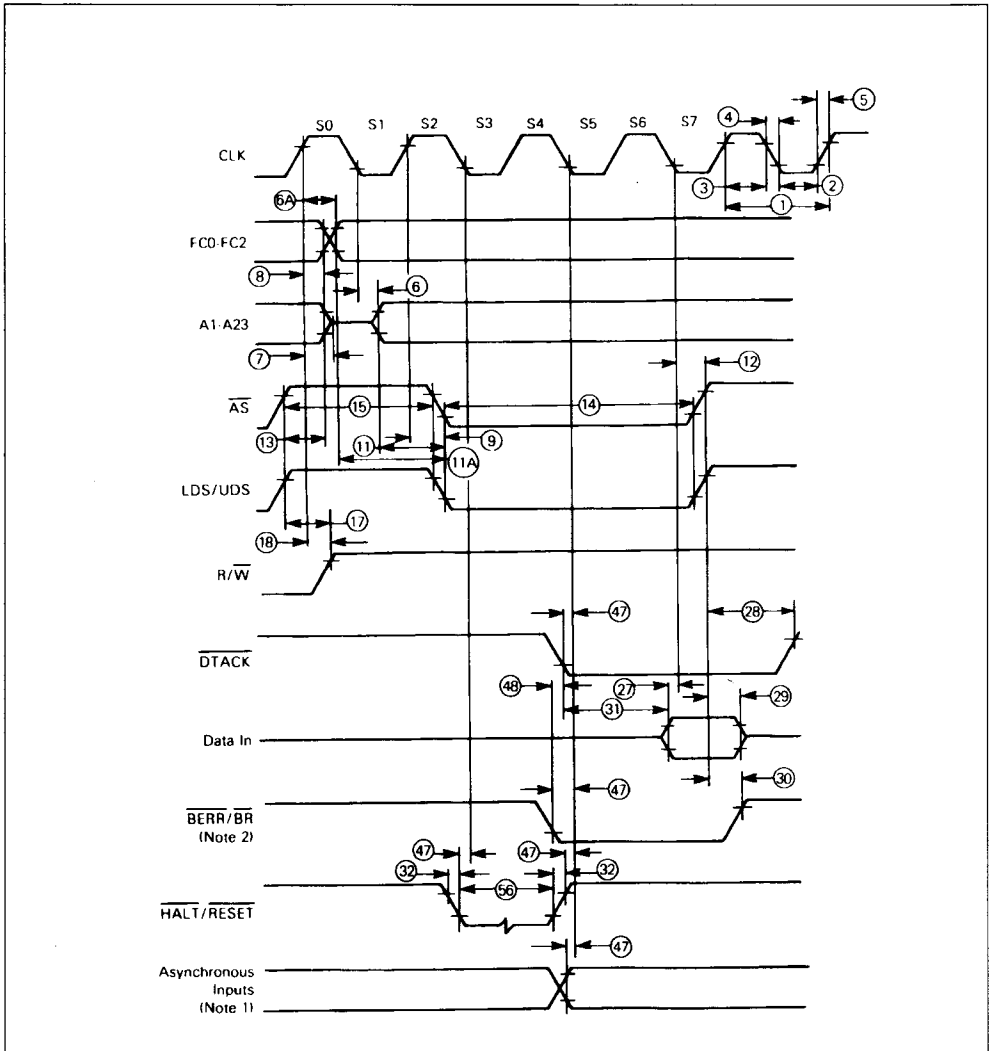 S0 S1 S2 S3 S4 S5 S6 S7 4 5
CLK
3 2
1
6A
FC0-FC2
8 6
A1-A23
7 12
AS
15 14
13 11 9
11A
LDS/UDS
17
18
R/W
47 28
DTACK
48 27 29
31
Data In
30
47
BERR/BR
(Note 2)
47 47
32 32
56
HALT/RESET
47
Asynchronous
Inputs
(Note 1)